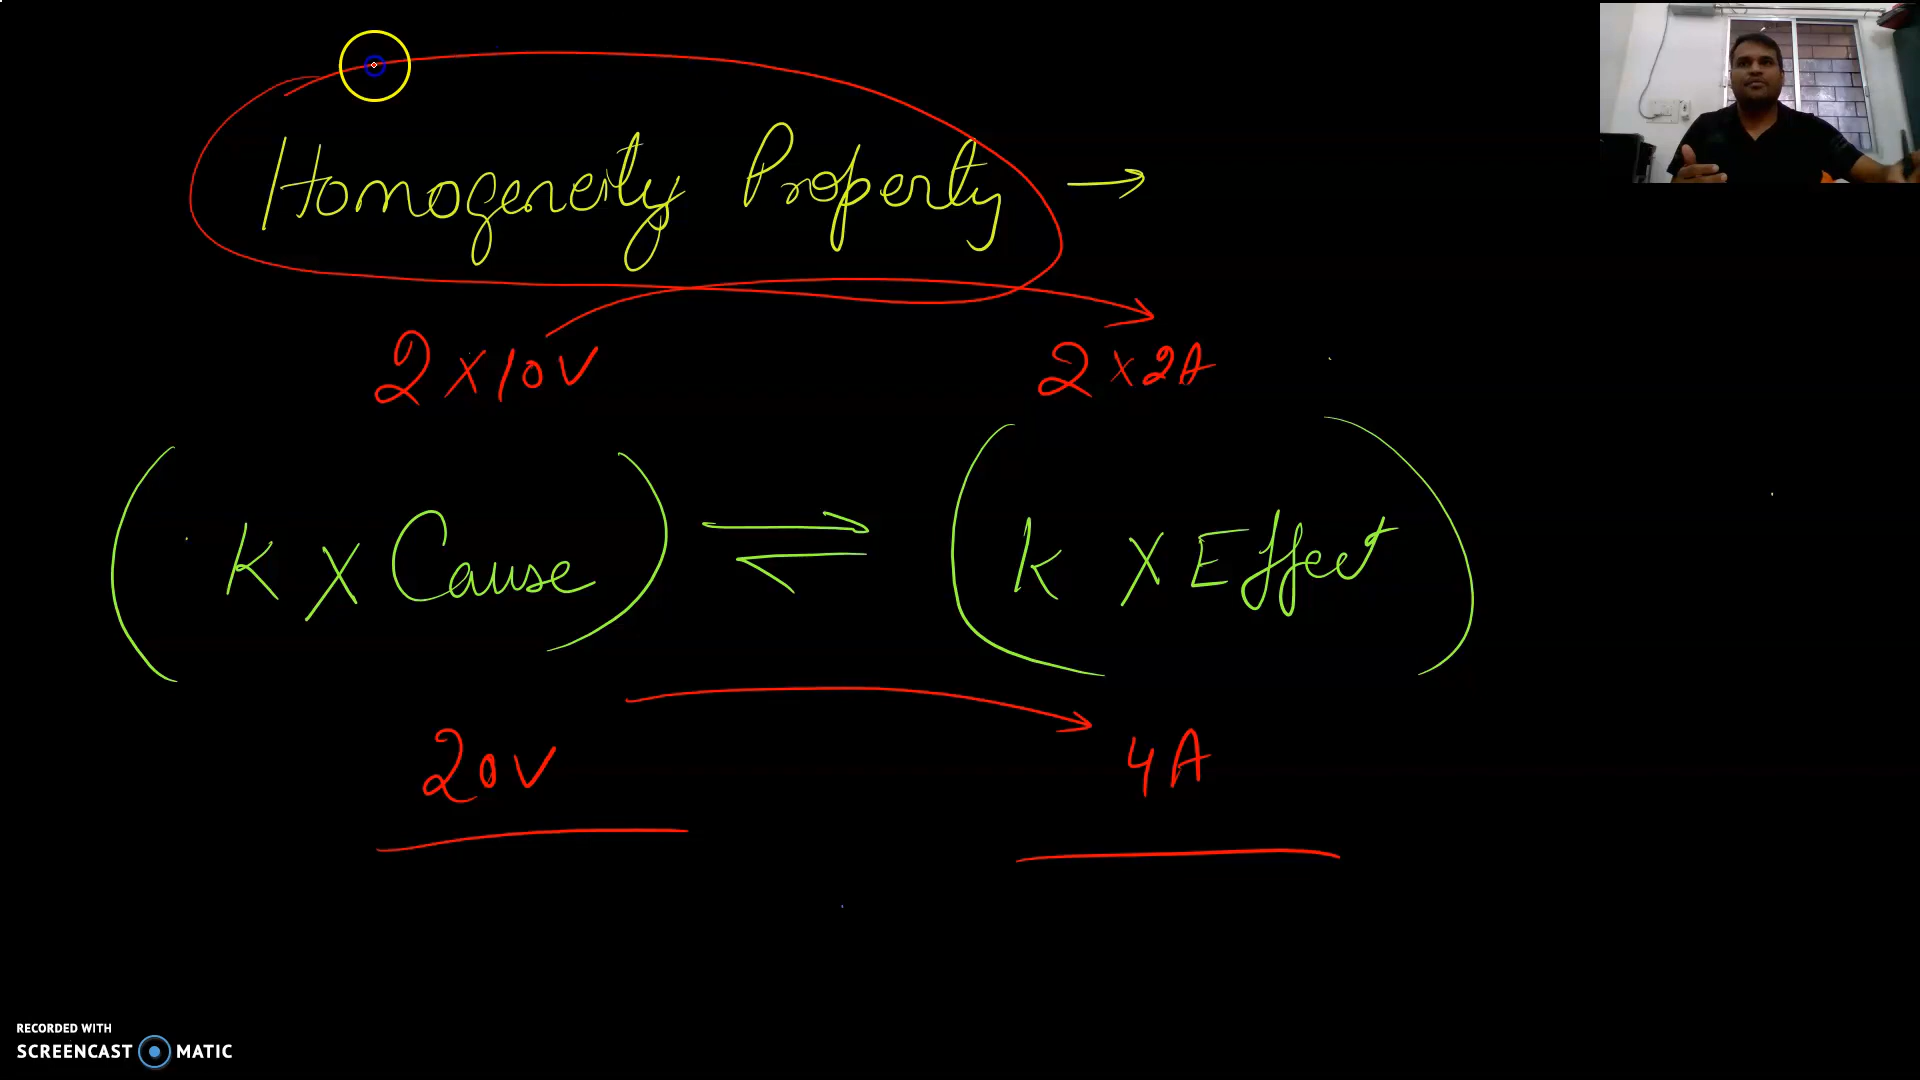 Homogeneity Property →
2 X 10V 2 X 2A
(K X Cause) ⇌ (k X Effect)
20V 4A
RECORDED WITH
SCREENCAST MATIC